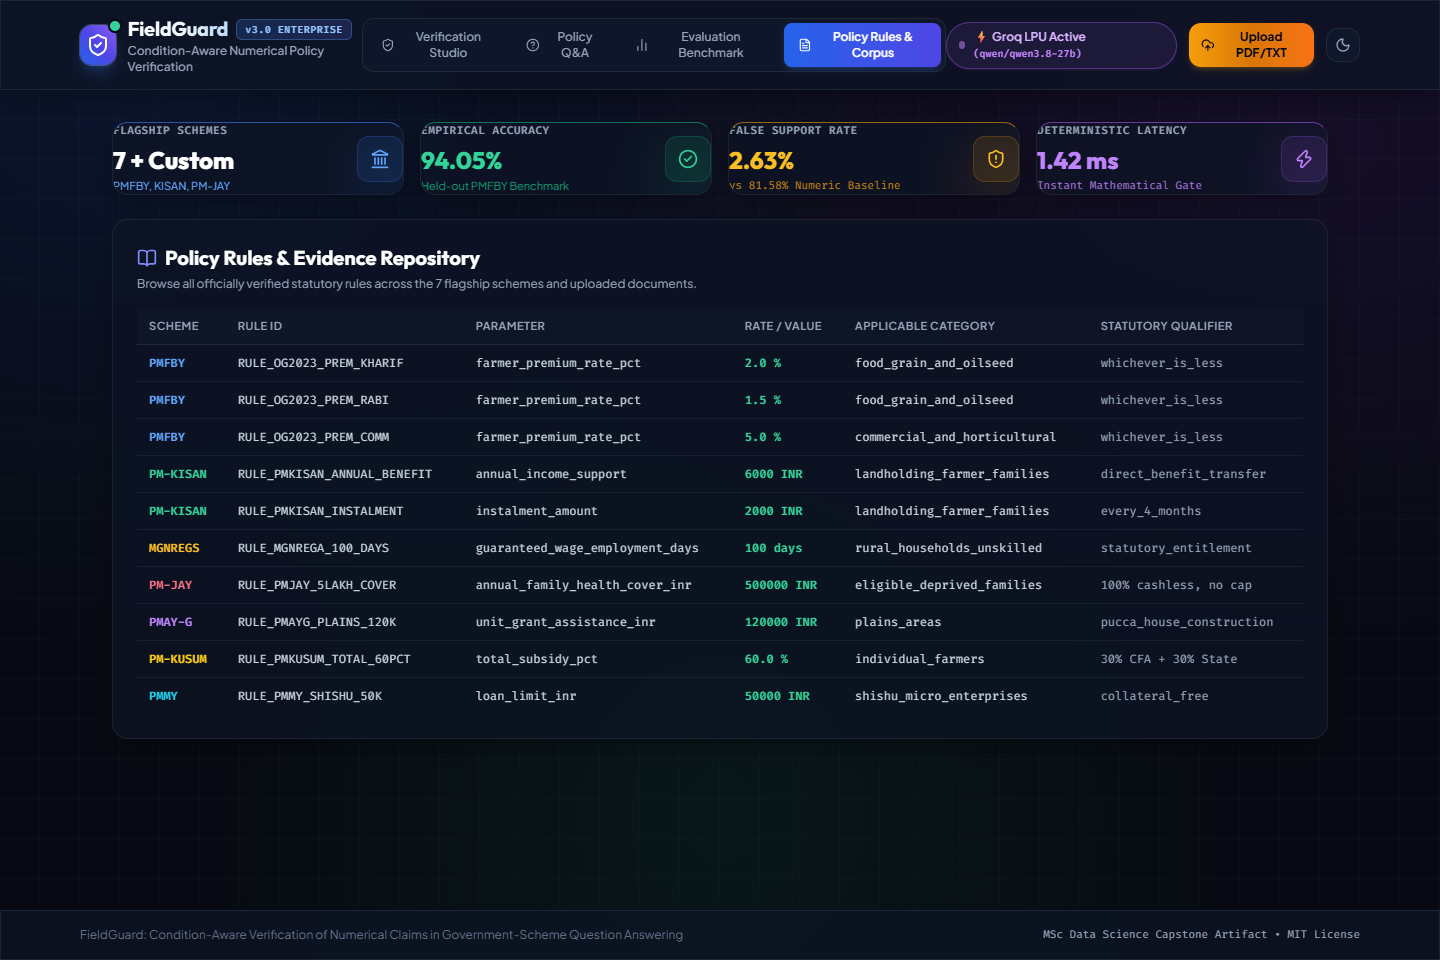 FieldGuard v3.0 ENTERPRISE
Condition-Aware Numerical Policy
Verification
Verification
Studio
Policy
Q&A
Evaluation
Benchmark
Policy Rules &
Corpus
Groq LPU Active
(qwen/qwen3.8-27b)
Upload
PDF/TXT
FLAGSHIP SCHEMES
7 + Custom
PMFBY, KISAN, PM-JAY
EMPIRICAL ACCURACY
94.05%
Held-out PMFBY Benchmark
FALSE SUPPORT RATE
2.63%
vs 81.58% Numeric Baseline
DETERMINISTIC LATENCY
1.42 ms
Instant Mathematical Gate
Policy Rules & Evidence Repository
Browse all officially verified statutory rules across the 7 flagship schemes and uploaded documents.
SCHEME RULE ID PARAMETER RATE / VALUE APPLICABLE CATEGORY STATUTORY QUALIFIER
PMFBY RULE_OG2023_PREM_KHARIF farmer_premium_rate_pct 2.0 % food_grain_and_oilseed whichever_is_less
PMFBY RULE_OG2023_PREM_RABI farmer_premium_rate_pct 1.5 % food_grain_and_oilseed whichever_is_less
PMFBY RULE_OG2023_PREM_COMM farmer_premium_rate_pct 5.0 % commercial_and_horticultural whichever_is_less
PM-KISAN RULE_PMKISAN_ANNUAL_BENEFIT annual_income_support 6000 INR landholding_farmer_families direct_benefit_transfer
PM-KISAN RULE_PMKISAN_INSTALMENT instalment_amount 2000 INR landholding_farmer_families every_4_months
MGNREGS RULE_MGNREGA_100_DAYS guaranteed_wage_employment_days 100 days rural_households_unskilled statutory_entitlement
PM-JAY RULE_PMJAY_5LAKH_COVER annual_family_health_cover_inr 500000 INR eligible_deprived_families 100% cashless, no cap
PMAY-G RULE_PMAYG_PLAINS_120K unit_grant_assistance_inr 120000 INR plains_areas pucca_house_construction
PM-KUSUM RULE_PMKUSUM_TOTAL_60PCT total_subsidy_pct 60.0 % individual_farmers 30% CFA + 30% State
PMMY RULE_PMMY_SHISHU_50K loan_limit_inr 50000 INR shishu_micro_enterprises collateral_free
FieldGuard: Condition-Aware Verification of Numerical Claims in Government-Scheme Question Answering
MSc Data Science Capstone Artifact • MIT License